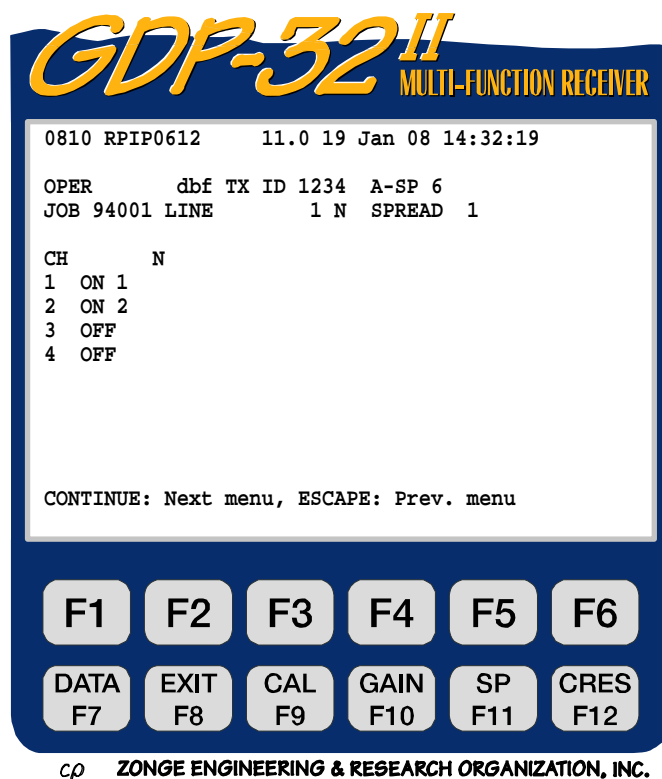 GDP-32 II
MULTI-FUNCTION RECEIVER
0810 RPIP0612 11.0 19 Jan 08 14:32:19
OPER dbf TX ID 1234 A-SP 6
JOB 94001 LINE 1 N SPREAD 1
CH N
1 ON 1
2 ON 2
3 OFF
4 OFF
CONTINUE: Next menu, ESCAPE: Prev. menu
F1 F2 F3 F4 F5 F6
DATA EXIT CAL GAIN SP CRES
F7 F8 F9 F10 F11 F12
cρ ZONGE ENGINEERING & RESEARCH ORGANIZATION, INC.